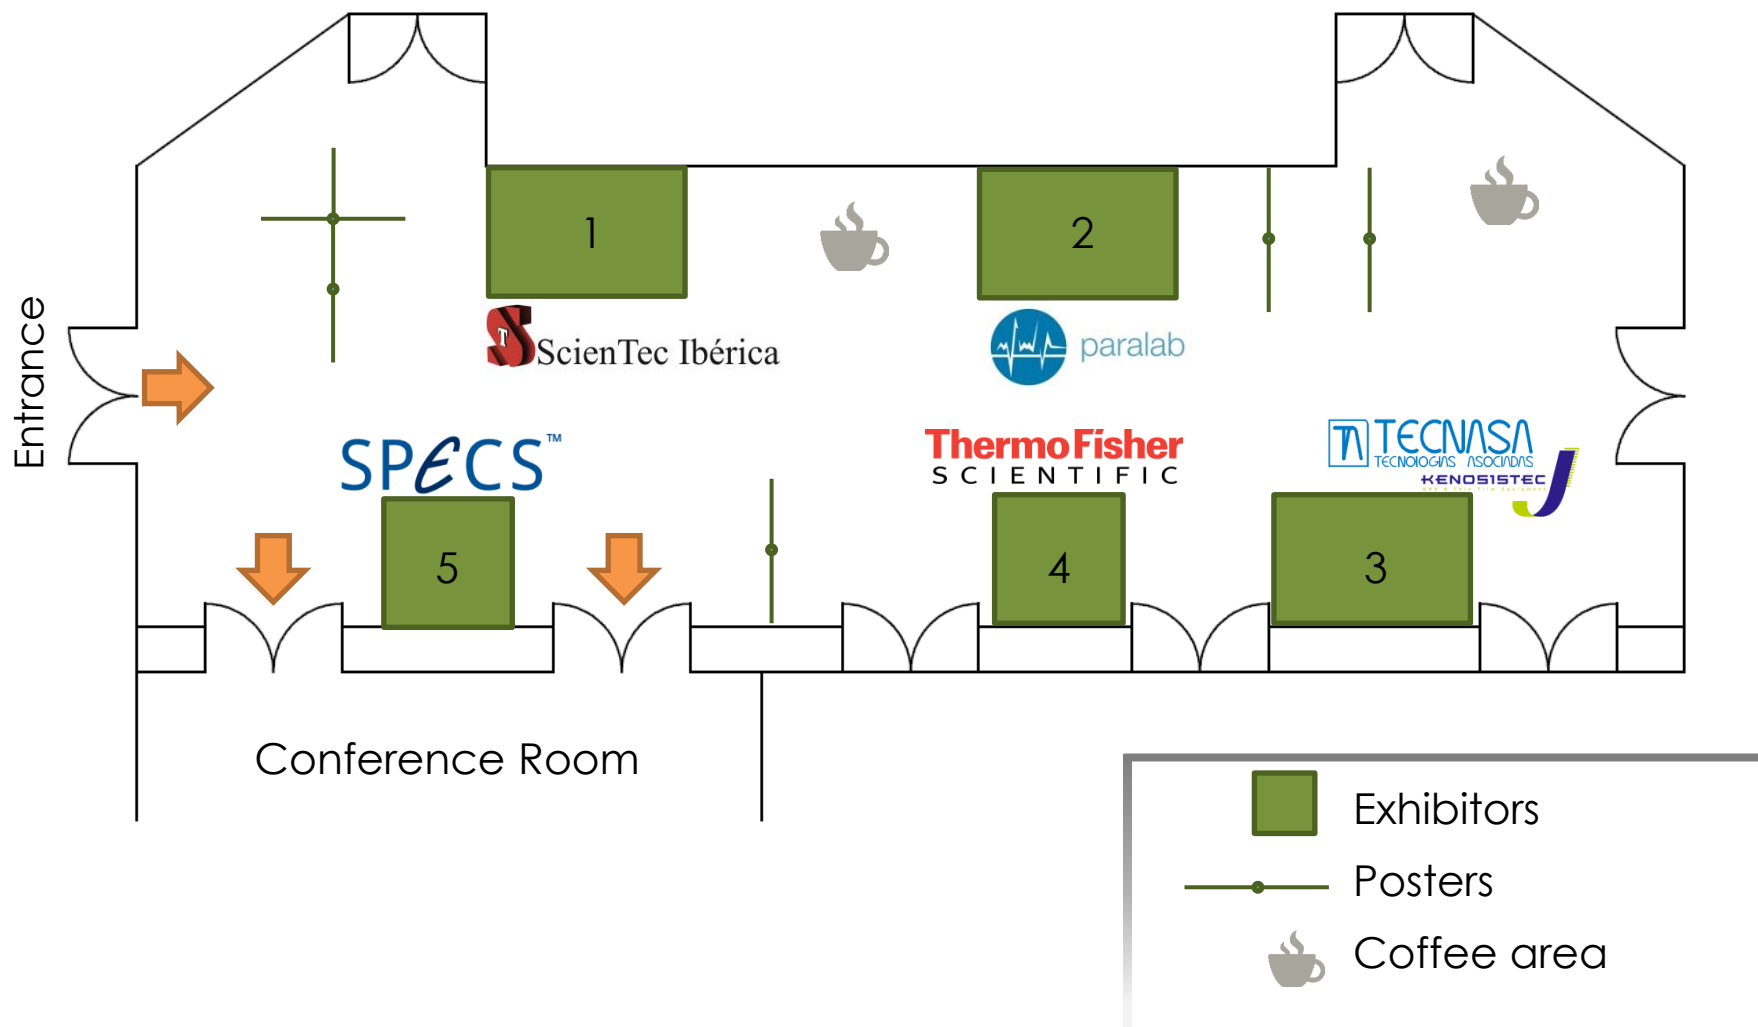 1
2
T
ScienTec Ibérica
paralab
Entrance
SPECS™
ThermoFisher
SCIENTIFIC
TECNASA
TECNOLOGIAS ASOCIADAS
KENOSISTEC
5
4
3
Conference Room
Exhibitors
Posters
Coffee area